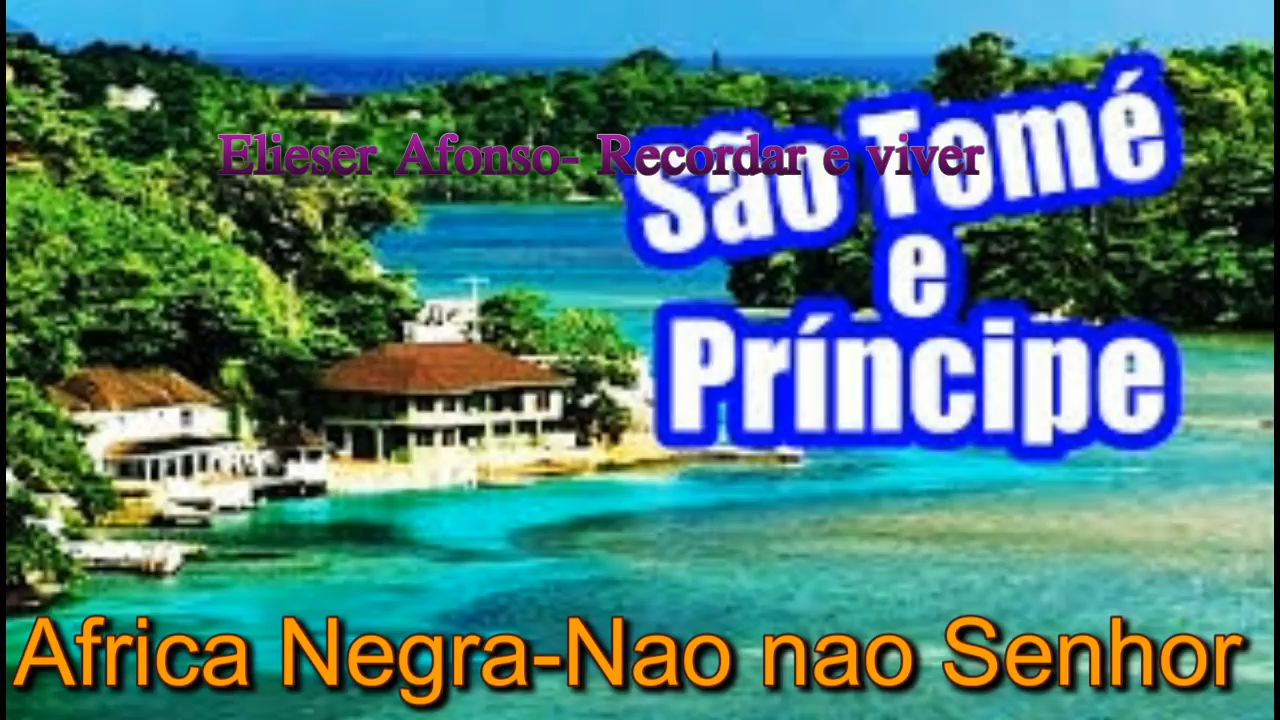 Elieser Afonso- Recordar e viver
São Tomé
e
Príncipe
Africa Negra-Nao nao Senhor